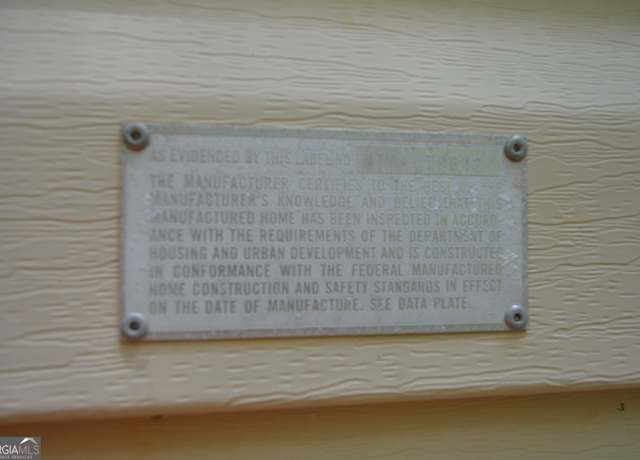 AS EVIDENCED BY THIS LABEL NO.
THE MANUFACTURER CERTIFIES TO THE BEST OF THE
MANUFACTURER'S KNOWLEDGE AND BELIEF THAT THIS
MANUFACTURED HOME HAS BEEN INSPECTED IN ACCORD-
ANCE WITH THE REQUIREMENTS OF THE DEPARTMENT OF
HOUSING AND URBAN DEVELOPMENT AND IS CONSTRUCTED
IN CONFORMANCE WITH THE FEDERAL MANUFACTURED
HOME CONSTRUCTION AND SAFETY STANDARDS IN EFFECT
ON THE DATE OF MANUFACTURE. SEE DATA PLATE.
RGIAMLS